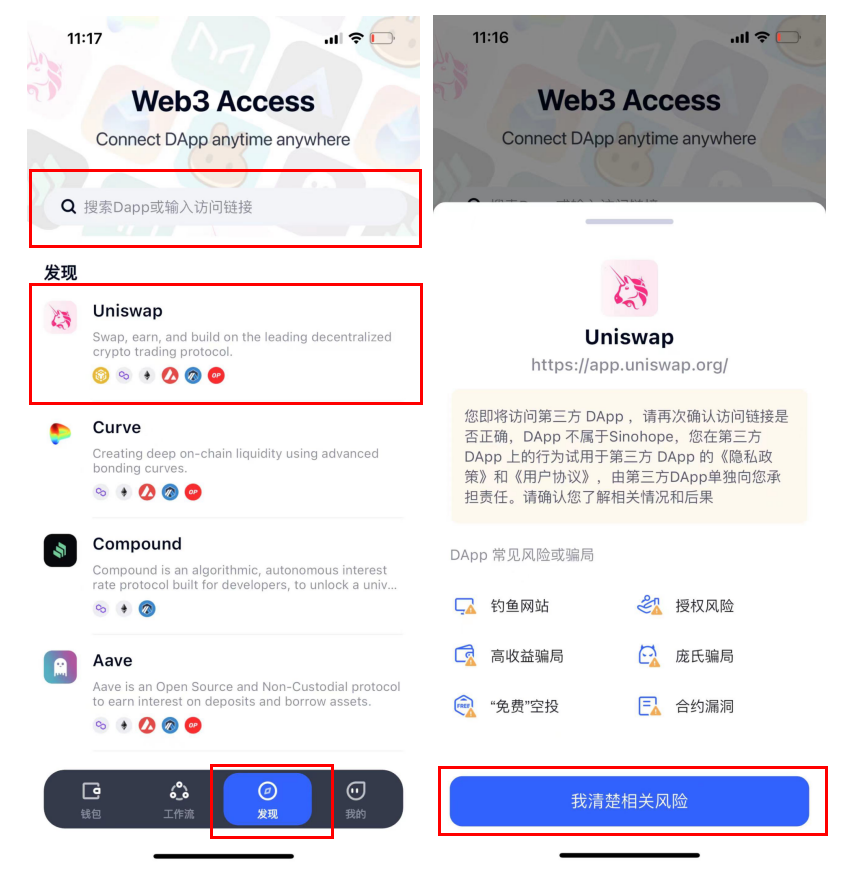 11:17
Web3 Access
Connect DApp anytime anywhere
搜索Dapp或输入访问链接
发现
Uniswap
Swap, earn, and build on the leading decentralized
crypto trading protocol.
OP
Curve
Creating deep on-chain liquidity using advanced
bonding curves.
OP
Compound
Compound is an algorithmic, autonomous interest
rate protocol built for developers, to unlock a univ...
Aave
Aave is an Open Source and Non-Custodial protocol
to earn interest on deposits and borrow assets.
OP
钱包
工作流
发现
我的
11:16
Web3 Access
Connect DApp anytime anywhere
Uniswap
https://app.uniswap.org/
您即将访问第三方 DApp ，请再次确认访问链接是
否正确，DApp 不属于Sinohope，您在第三方
DApp 上的行为试用于第三方 DApp 的《隐私政
策》和《用户协议》，由第三方DApp单独向您承
担责任。请确认您了解相关情况和后果
DApp 常见风险或骗局
钓鱼网站
授权风险
高收益骗局
庞氏骗局
FREE
“免费”空投
合约漏洞
我清楚相关风险